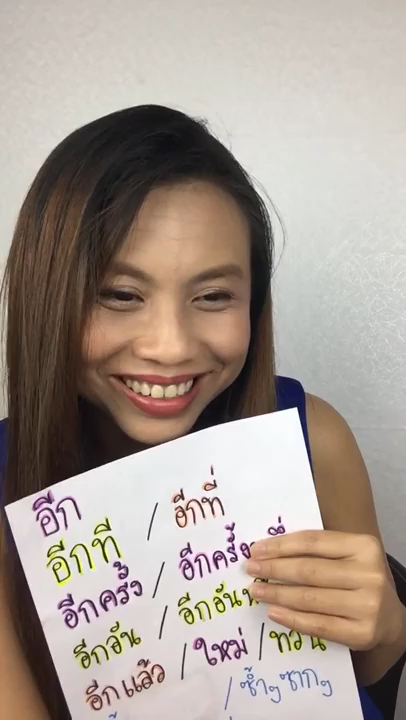 อีก
อีกที / อีกที่
อีกครั้ง / อีกครั้ง
อีกอัน / อีกอัน
อีกแล้ว / ใหม่ / ทวน
/ ซ้ำๆซากๆ